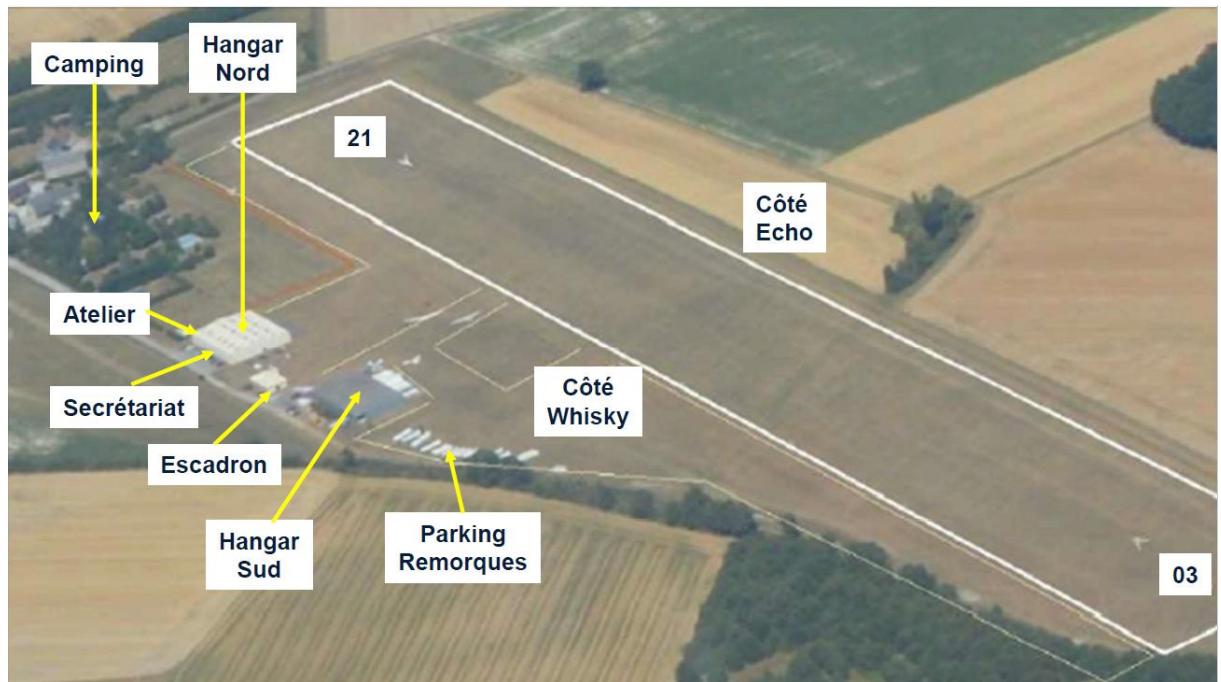 Camping
Hangar
Nord
21
Côté
Echo
Atelier
Secrétariat
Côté
Whisky
Escadron
Hangar
Sud
Parking
Remorques
03